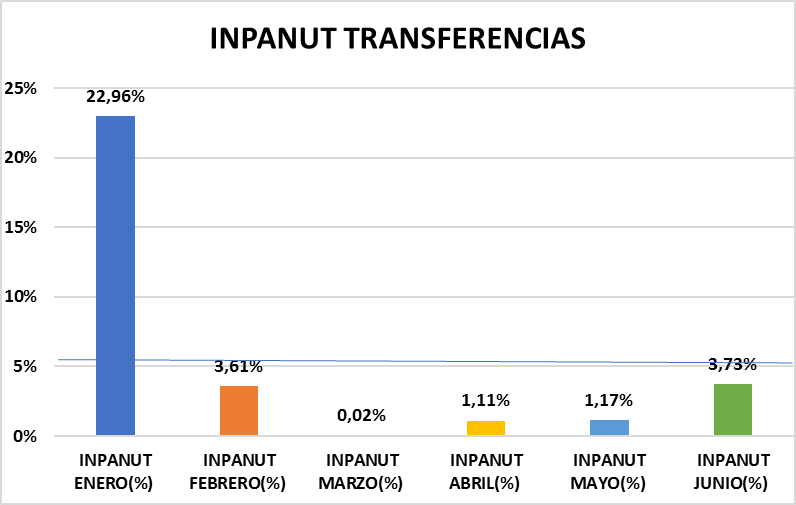 INPANUT TRANSFERENCIAS
25%
20%
15%
10%
5%
0%
22,96%
3,61%
0,02%
1,11%
1,17%
3,73%
INPANUT
ENERO(%)
INPANUT
FEBRERO(%)
INPANUT
MARZO(%)
INPANUT
ABRIL(%)
INPANUT
MAYO(%)
INPANUT
JUNIO(%)